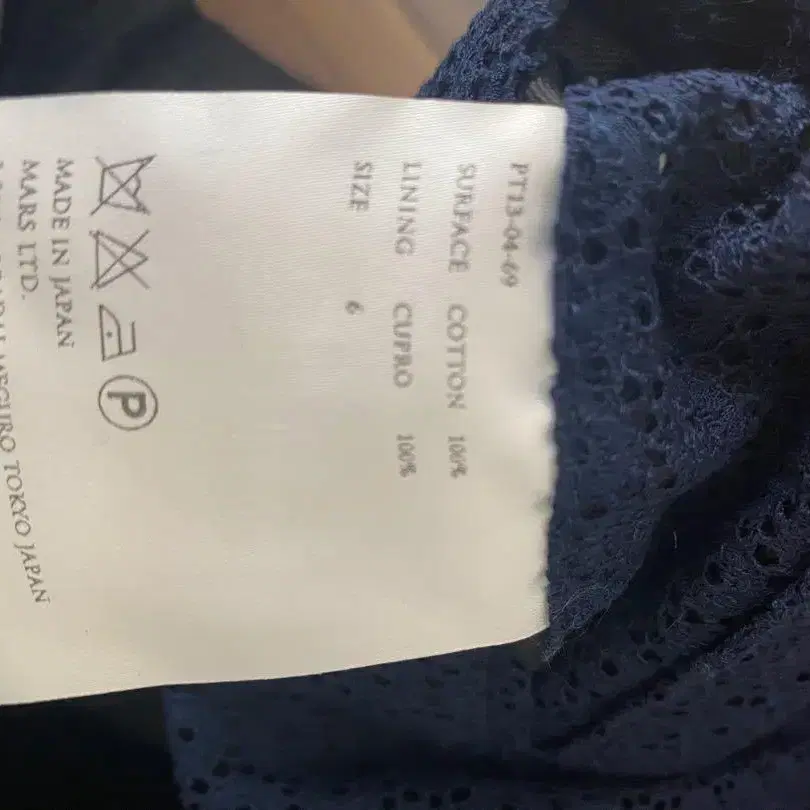 PT13-04-69
SURFACE COTTON 100%
LINING CUPRO 100%
SIZE 6
P
MADE IN JAPAN
MARS LTD.
MEGURO TOKYO JAPAN